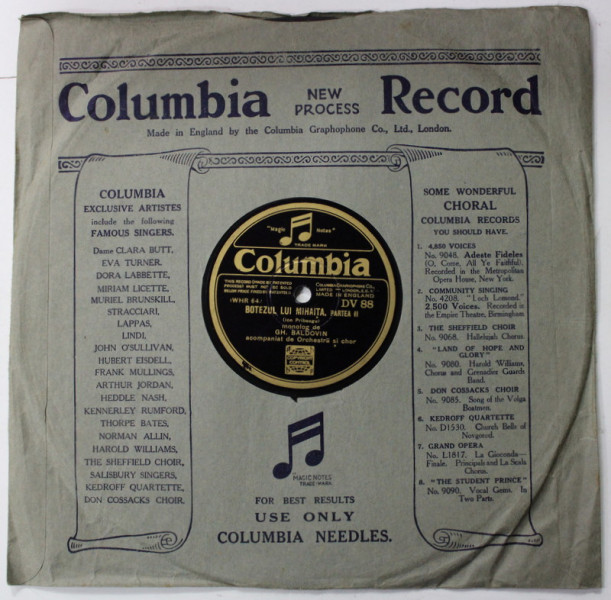 Columbia NEW PROCESS Record
Made in England by the Columbia Graphophone Co., Ltd., London.
COLUMBIA
EXCLUSIVE ARTISTES
include the following
FAMOUS SINGERS.
Dame CLARA BUTT,
EVA TURNER,
DORA LABBETTE,
MIRIAM LICETTE,
MURIEL BRUNSKILL,
STRACCIARI,
LAPPAS,
LINDI,
JOHN O'SULLIVAN,
HUBERT EISDELL,
FRANK MULLINGS,
ARTHUR JORDAN,
HEDDLE NASH,
KENNERLEY RUMFORD,
THORPE BATES,
NORMAN ALLIN,
HAROLD WILLIAMS,
THE SHEFFIELD CHOIR,
SALISBURY SINGERS,
KEDROFF QUARTETTE,
DON COSSACKS CHOIR.
"Magic Notes"
TRADE MARK
Columbia
COLUMBIA GRAPHOPHONE CO.,
LIMITED
MADE IN ENGLAND
(WHR 64)
DV 88
BOTEZUL LUI MIHAIȚA, PARTEA II
monolog de
GH. BALDOVIN
acompaniat de Orchestră si chor
MAGIC NOTES
TRADE MARK
FOR BEST RESULTS
USE ONLY
COLUMBIA NEEDLES.
SOME WONDERFUL
CHORAL
COLUMBIA RECORDS
YOU SHOULD HAVE.
1. 4,850 VOICES
No. 9048. Adeste Fideles
(O, Come, All Ye Faithful).
Recorded in the Metropolitan
Opera House, New York.
2. COMMUNITY SINGING
No. 4208. "Loch Lomond."
2,500 Voices. Recorded in
the Empire Theatre, Birmingham
3. THE SHEFFIELD CHOIR
No. 9068. Hallelujah Chorus.
4. "LAND OF HOPE AND
GLORY"
No. 9080. Harold Williams,
Chorus and Grenadier Guards
Band.
5. DON COSSACKS CHOIR
No. 9085. Song of the Volga
Boatmen.
6. KEDROFF QUARTETTE
No. D1530. Church Bells of
Novgorod.
7. GRAND OPERA
No. L1817. La Gioconda—
Finale. Principals and La Scala
Chorus.
8. "THE STUDENT PRINCE"
No. 9090. Vocal Gems. In
Two Parts.